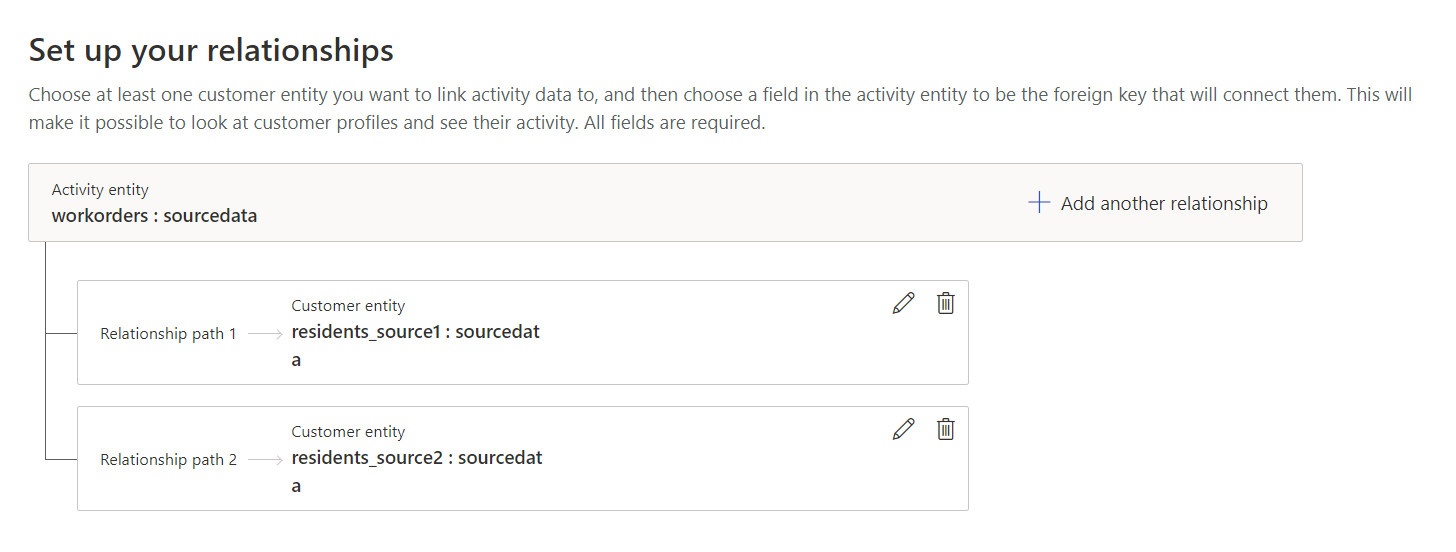 Set up your relationships
Choose at least one customer entity you want to link activity data to, and then choose a field in the activity entity to be the foreign key that will connect them. This will
make it possible to look at customer profiles and see their activity. All fields are required.
Activity entity
workorders : sourcedata
Add another relationship
Relationship path 1
Customer entity
residents_source1 : sourcedat
a
Relationship path 2
Customer entity
residents_source2 : sourcedat
a